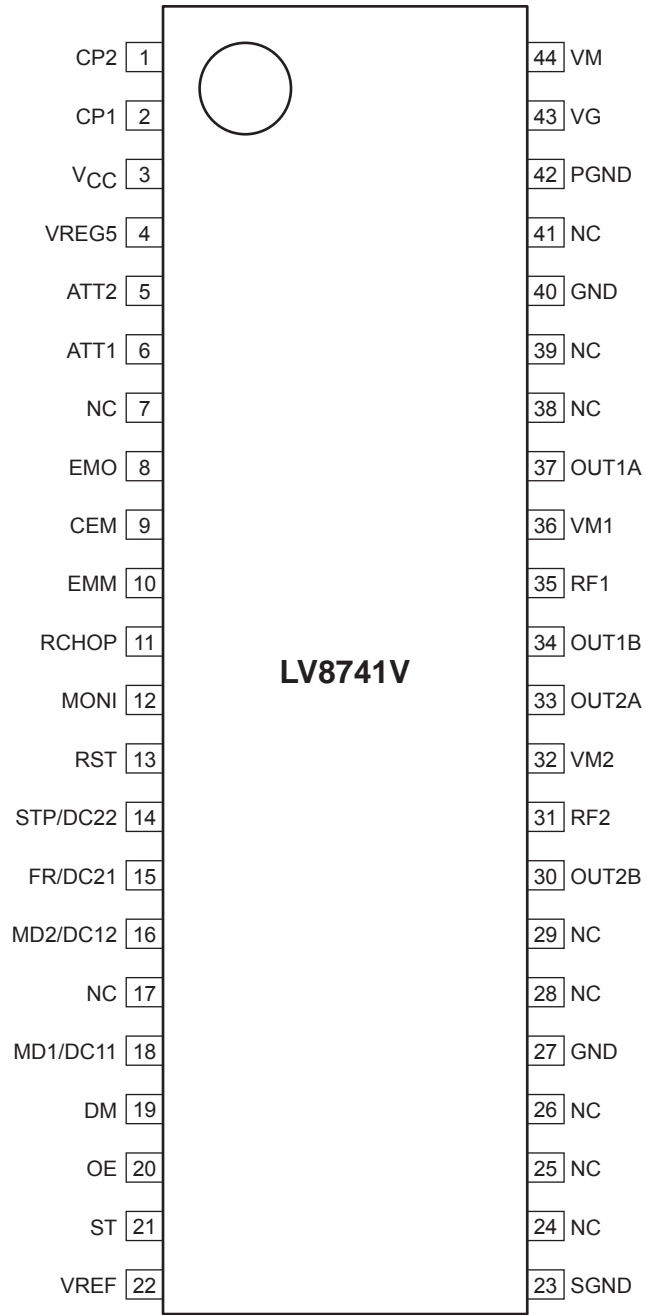 CP2 1 44 VM
CP1 2 43 VG
VCC 3 42 PGND
VREG5 4 41 NC
ATT2 5 40 GND
ATT1 6 39 NC
NC 7 38 NC
EMO 8 37 OUT1A
CEM 9 36 VM1
EMM 10 35 RF1
RCHOP 11 34 OUT1B
LV8741V
MONI 12 33 OUT2A
RST 13 32 VM2
STP/DC22 14 31 RF2
FR/DC21 15 30 OUT2B
MD2/DC12 16 29 NC
NC 17 28 NC
MD1/DC11 18 27 GND
DM 19 26 NC
OE 20 25 NC
ST 21 24 NC
VREF 22 23 SGND